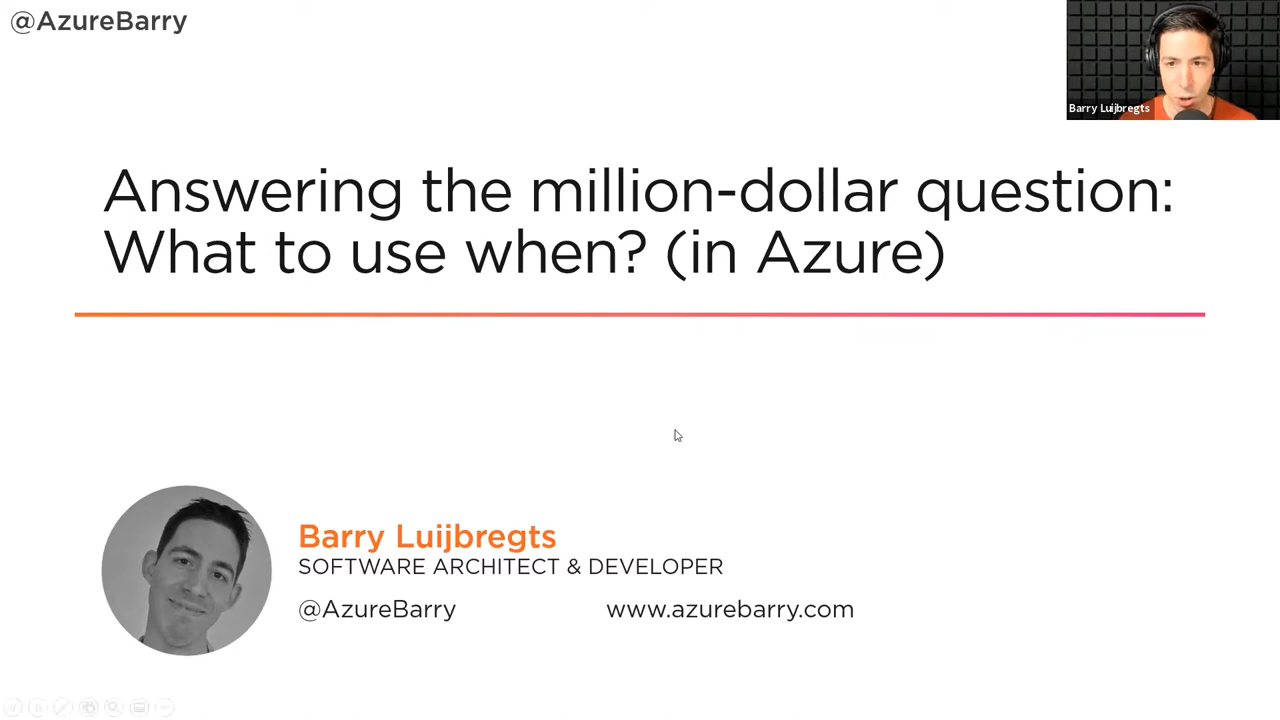 @AzureBarry
Barry Luijbregts
Answering the million-dollar question:
What to use when? (in Azure)
Barry Luijbregts
SOFTWARE ARCHITECT & DEVELOPER
@AzureBarry www.azurebarry.com